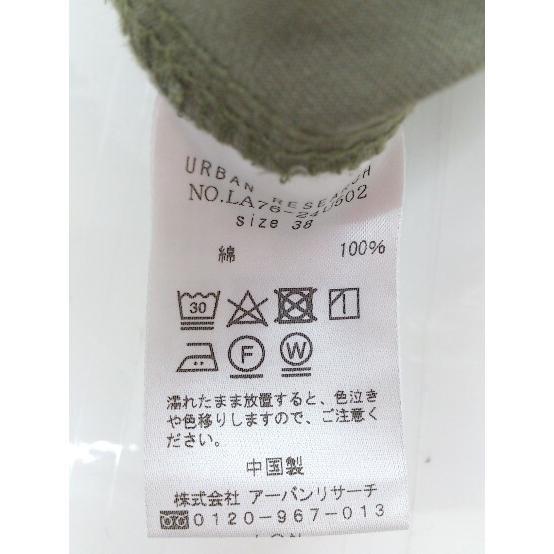 URBAN RESEARCH
NO.LA76-24U502
size 38
綿 100%
30
F W
濡れたまま放置すると、色泣き
や色移りしますので、ご注意く
ださい。
中国製
株式会社 アーバンリサーチ
0120-967-013